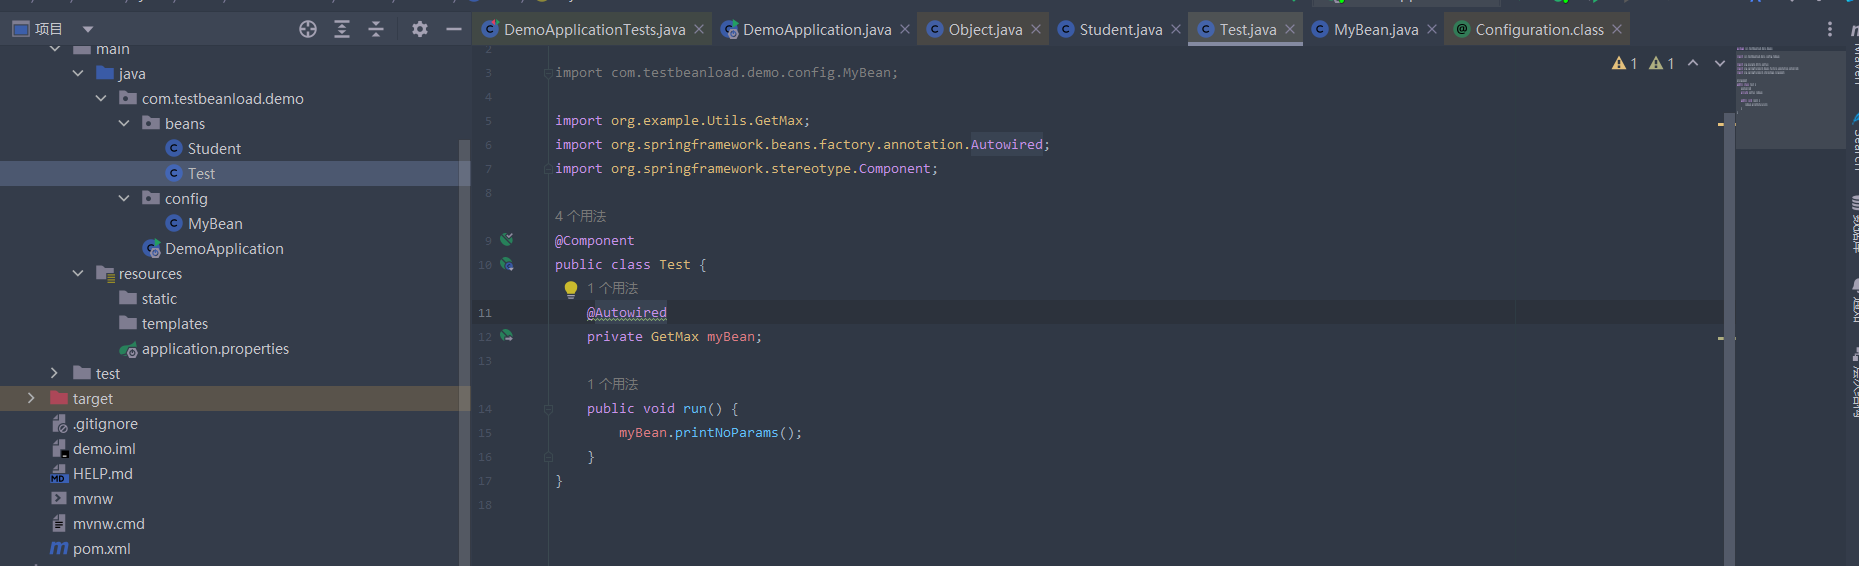 项目
DemoApplicationTests.java
DemoApplication.java
Object.java
Student.java
Test.java
MyBean.java
Configuration.class
main
java
com.testbeanload.demo
beans
Student
Test
config
MyBean
DemoApplication
resources
static
templates
application.properties
test
target
.gitignore
demo.iml
HELP.md
mvnw
mvnw.cmd
pom.xml
2
3 import com.testbeanload.demo.config.MyBean;
4
5 import org.example.Utils.GetMax;
6 import org.springframework.beans.factory.annotation.Autowired;
7 import org.springframework.stereotype.Component;
8
4 个用法
9 @Component
10 public class Test {
1 个用法
11 @Autowired
12 private GetMax myBean;
13
1 个用法
14 public void run() {
15 myBean.printNoParams();
16 }
17 }
18
1
1
Maven
Search